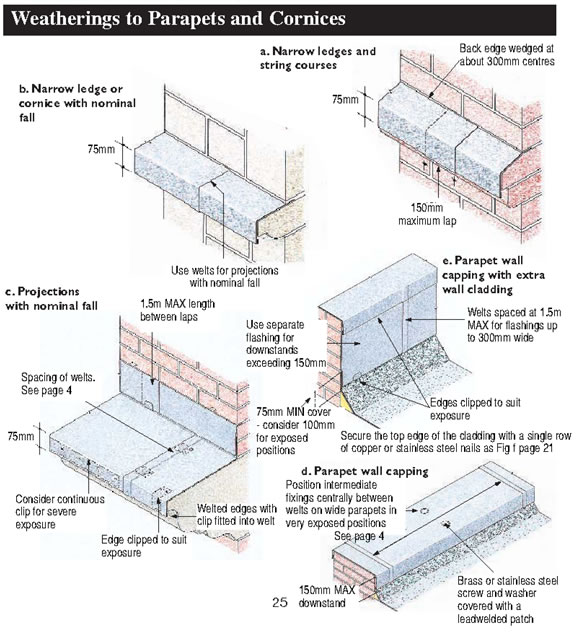 Weatherings to Parapets and Cornices
a. Narrow ledges and
string courses
Back edge wedged at
about 300mm centres
75mm
150mm
maximum lap
b. Narrow ledge or
cornice with nominal
fall
75mm
Use welts for projections
with nominal fall
c. Projections
with nominal fall
1.5m MAX length
between laps
Spacing of welts.
See page 4
75mm
Consider continuous
clip for severe
exposure
Edge clipped to suit
exposure
Welted edges with
clip fitted into welt
e. Parapet wall
capping with extra
wall cladding
Use separate
flashing for
downstands
exceeding 150mm
Welts spaced at 1.5m
MAX for flashings up
to 300mm wide
75mm MIN cover
- consider 100mm
for exposed
positions
Edges clipped to suit
exposure
Secure the top edge of the cladding with a single row
of copper or stainless steel nails as Fig f page 21
d. Parapet wall capping
Position intermediate
fixings centrally between
welts on wide parapets in
very exposed positions
See page 4
150mm MAX
downstand
Brass or stainless steel
screw and washer
covered with a
leadwelded patch
25